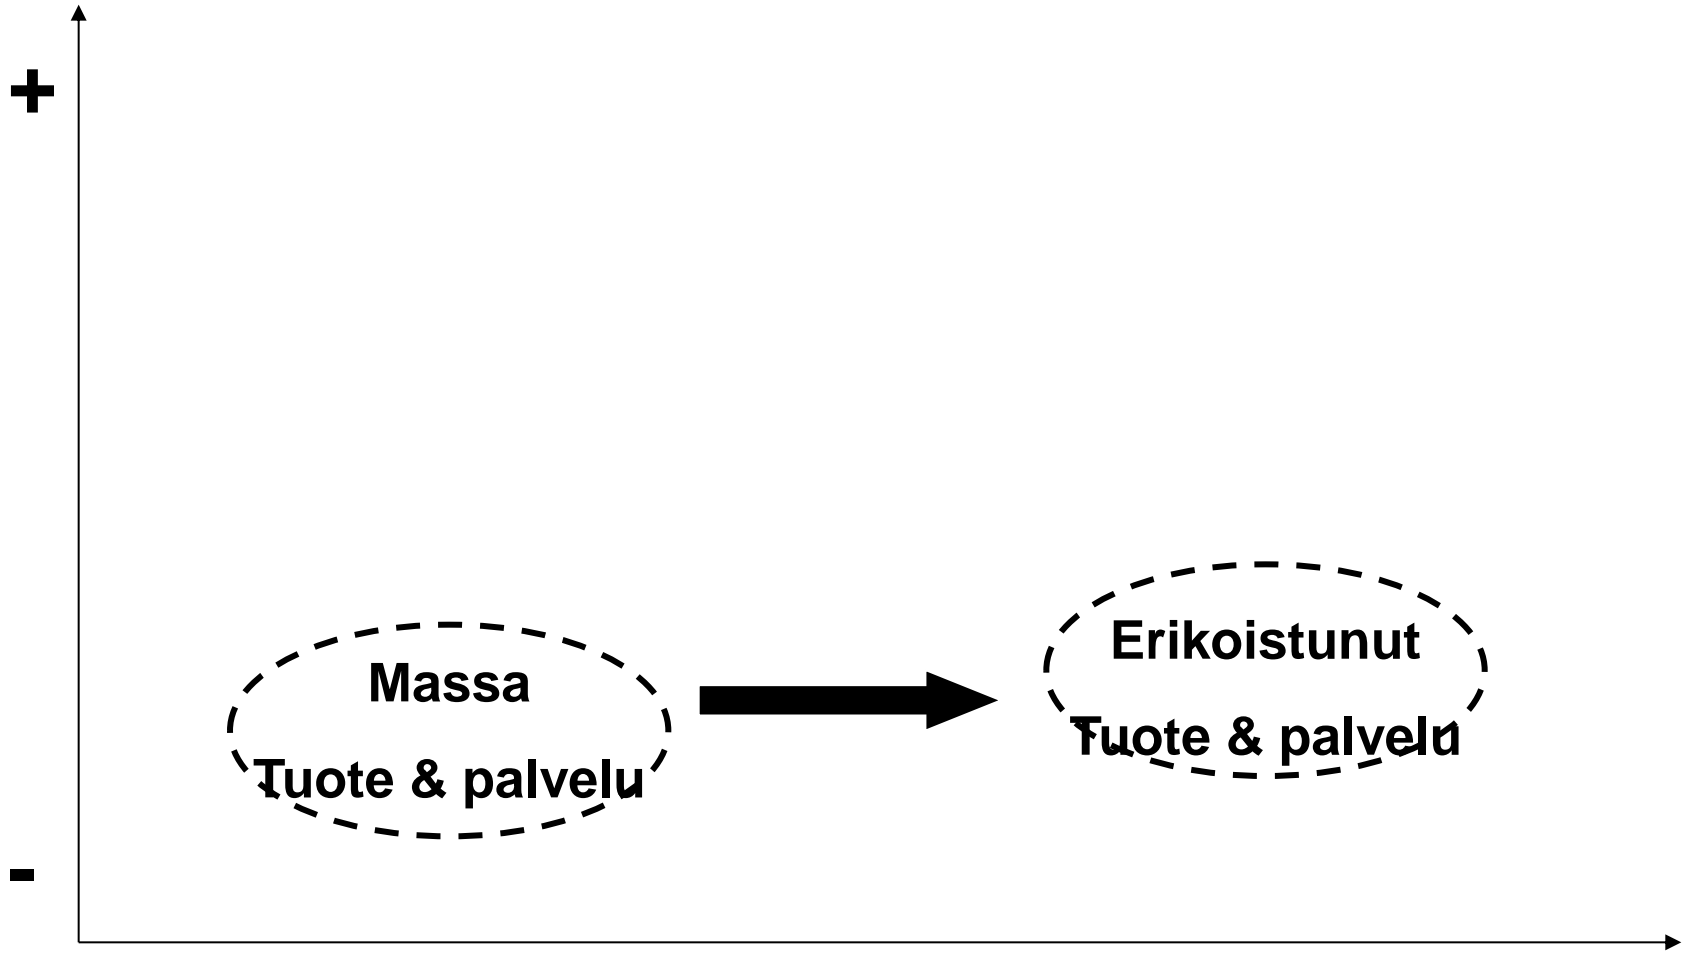 +
Massa
Tuote & palvelu
Erikoistunut
Tuote & palvelu
-